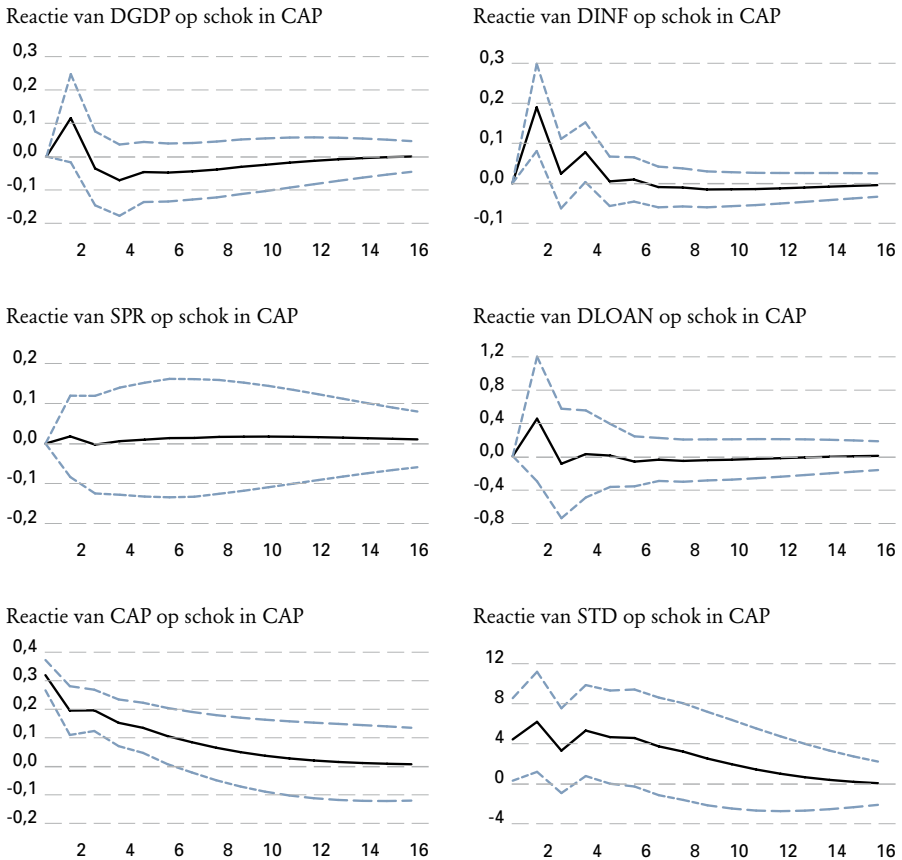 Reactie van DGDP op schok in CAP
0,3
0,2
0,1
0,0
-0,1
-0,2
2 4 6 8 10 12 14 16
Reactie van DINF op schok in CAP
0,3
0,2
0,1
0,0
-0,1
2 4 6 8 10 12 14 16
Reactie van SPR op schok in CAP
0,2
0,1
0,0
-0,1
-0,2
2 4 6 8 10 12 14 16
Reactie van DLOAN op schok in CAP
1,2
0,8
0,4
0,0
-0,4
-0,8
2 4 6 8 10 12 14 16
Reactie van CAP op schok in CAP
0,4
0,3
0,2
0,1
0,0
-0,1
-0,2
2 4 6 8 10 12 14 16
Reactie van STD op schok in CAP
12
8
4
0
-4
2 4 6 8 10 12 14 16